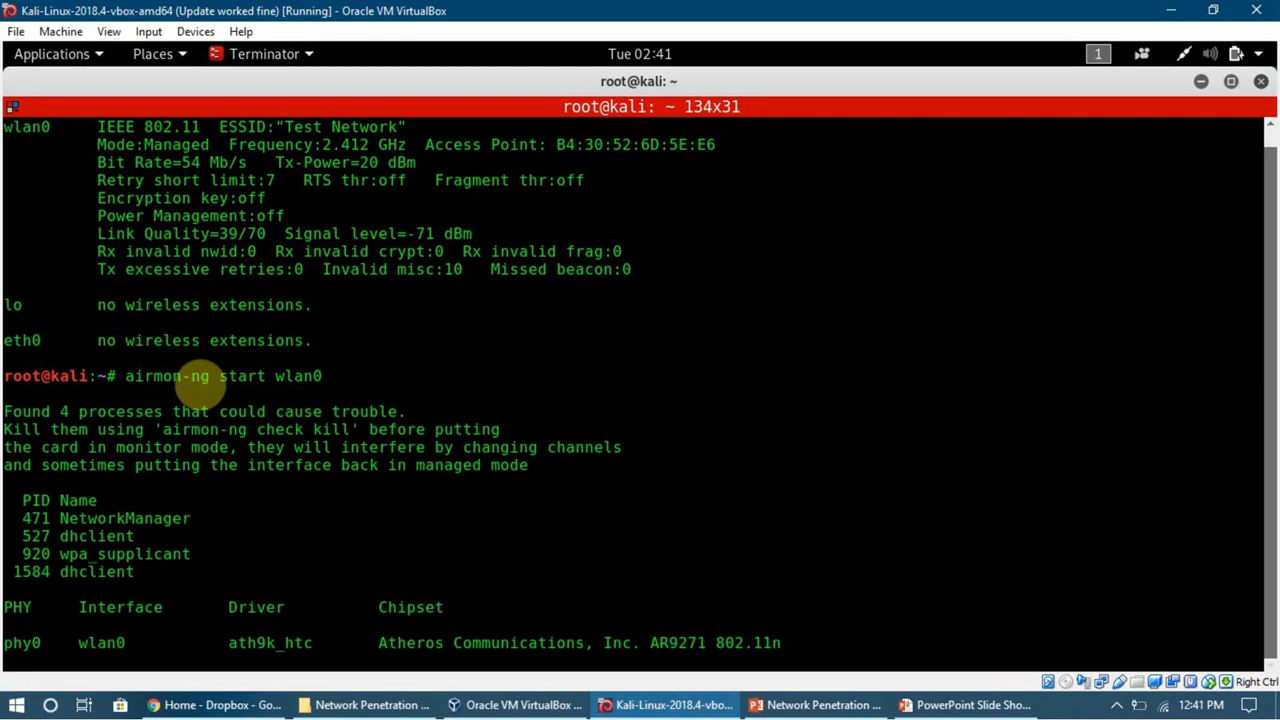 Kali-Linux-2018.4-vbox-amd64 (Update worked fine) [Running] - Oracle VM VirtualBox
File Machine View Input Devices Help
Applications Places Terminator Tue 02:41 1
root@kali: ~
root@kali: ~ 134x31
wlan0 IEEE 802.11 ESSID:"Test Network"
Mode:Managed Frequency:2.412 GHz Access Point: B4:30:52:6D:5E:E6
Bit Rate=54 Mb/s Tx-Power=20 dBm
Retry short limit:7 RTS thr:off Fragment thr:off
Encryption key:off
Power Management:off
Link Quality=39/70 Signal level=-71 dBm
Rx invalid nwid:0 Rx invalid crypt:0 Rx invalid frag:0
Tx excessive retries:0 Invalid misc:10 Missed beacon:0
lo no wireless extensions.
eth0 no wireless extensions.
root@kali:~# airmon-ng start wlan0
Found 4 processes that could cause trouble.
Kill them using 'airmon-ng check kill' before putting
the card in monitor mode, they will interfere by changing channels
and sometimes putting the interface back in managed mode
PID Name
471 NetworkManager
527 dhclient
920 wpa_supplicant
1584 dhclient
PHY Interface Driver Chipset
phy0 wlan0 ath9k_htc Atheros Communications, Inc. AR9271 802.11n
Right Ctrl
Home - Dropbox - Go... Network Penetration ... Oracle VM VirtualBox ... Kali-Linux-2018.4-vbo... Network Penetration ... PowerPoint Slide Sho... 12:41 PM